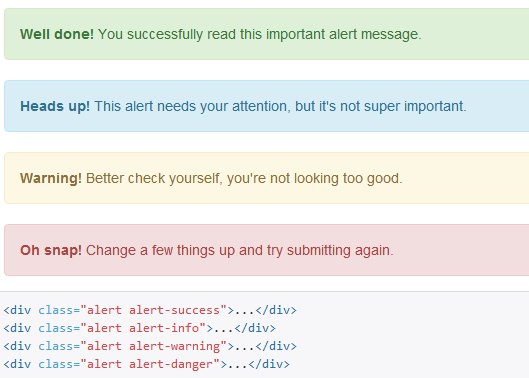 Well done! You successfully read this important alert message.
Heads up! This alert needs your attention, but it's not super important.
Warning! Better check yourself, you're not looking too good.
Oh snap! Change a few things up and try submitting again.
<div class="alert alert-success">...</div>
<div class="alert alert-info">...</div>
<div class="alert alert-warning">...</div>
<div class="alert alert-danger">...</div>